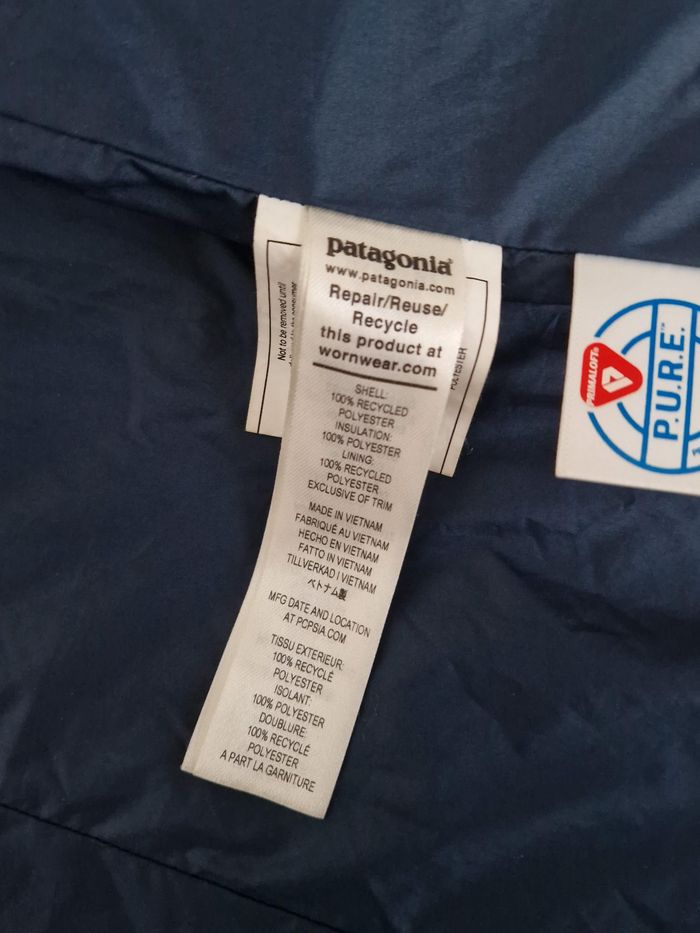 patagonia®
www.patagonia.com
Repair/Reuse/
Recycle
this product at
wornwear.com
SHELL:
100% RECYCLED
POLYESTER
INSULATION:
100% POLYESTER
LINING:
100% RECYCLED
POLYESTER
EXCLUSIVE OF TRIM
MADE IN VIETNAM
FABRIQUÉ AU VIETNAM
HECHO EN VIETNAM
FATTO IN VIETNAM
TILLVERKAD I VIETNAM
ベトナム製
MFG DATE AND LOCATION
AT PCPSIA.COM
TISSU EXTERIEUR:
100% RECYCLÉ
POLYESTER
ISOLANT:
100% POLYESTER
DOUBLURE:
100% RECYCLÉ
POLYESTER
A PART LA GARNITURE
Not to be removed until
POLYESTER
PRIMALOFT®
P.U.R.E.™